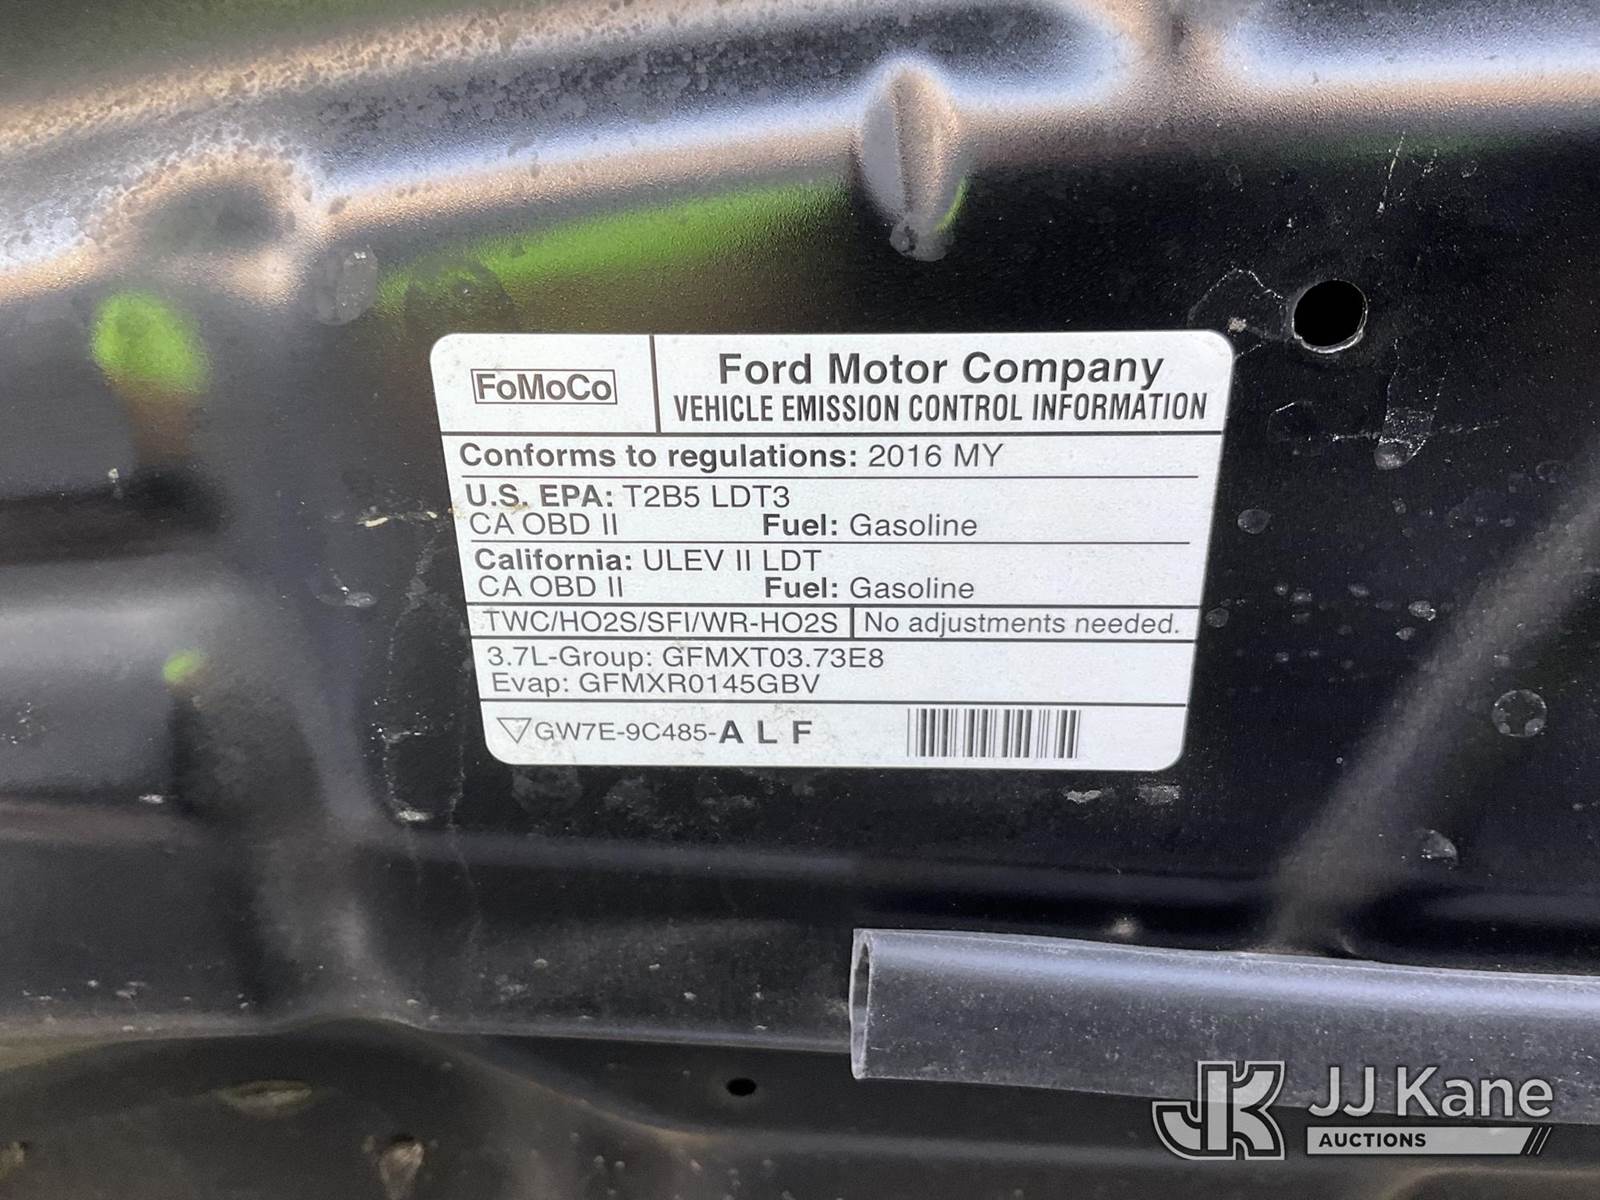 FoMoCo
Ford Motor Company
VEHICLE EMISSION CONTROL INFORMATION
Conforms to regulations: 2016 MY
U.S. EPA: T2B5 LDT3
CA OBD II Fuel: Gasoline
California: ULEV II LDT
CA OBD II Fuel: Gasoline
TWC/HO2S/SFI/WR-HO2S No adjustments needed.
3.7L-Group: GFMXT03.73E8
Evap: GFMXR0145GBV
GW7E-9C485-A L F
JK JJ Kane
AUCTIONS